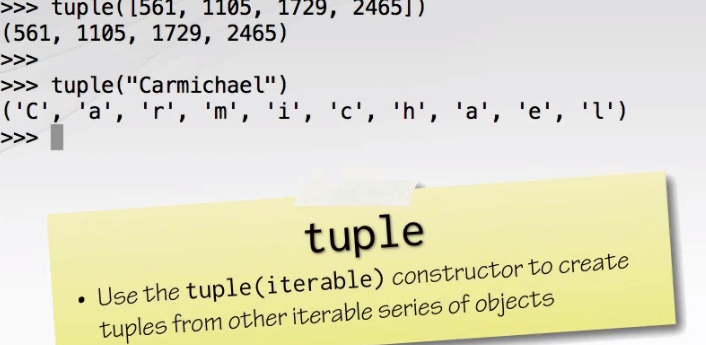 >>> tuple([561, 1105, 1729, 2465])
(561, 1105, 1729, 2465)
>>>
>>> tuple("Carmichael")
('C', 'a', 'r', 'm', 'i', 'c', 'h', 'a', 'e', 'l')
>>>
tuple
• Use the tuple(iterable) constructor to create
tuples from other iterable series of objects